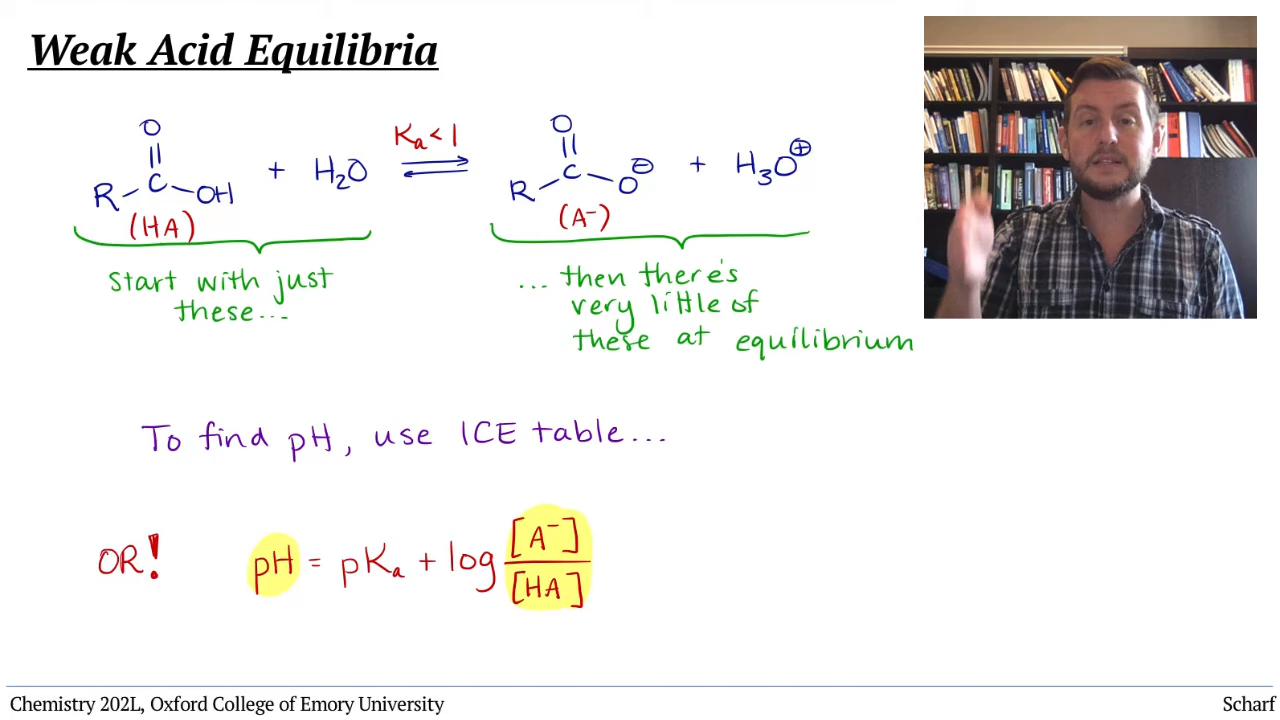 Weak Acid Equilibria
O
R C OH + H₂O Kₐ < 1 ⇌ O R C O⊖ + H₃O⊕
(HA) (A⁻)
Start with just
these...
... then there's
very little of
these at equilibrium
To find pH, use ICE table...
OR! pH = pKₐ + log [A⁻]/[HA]
Chemistry 202L, Oxford College of Emory University
Scharf